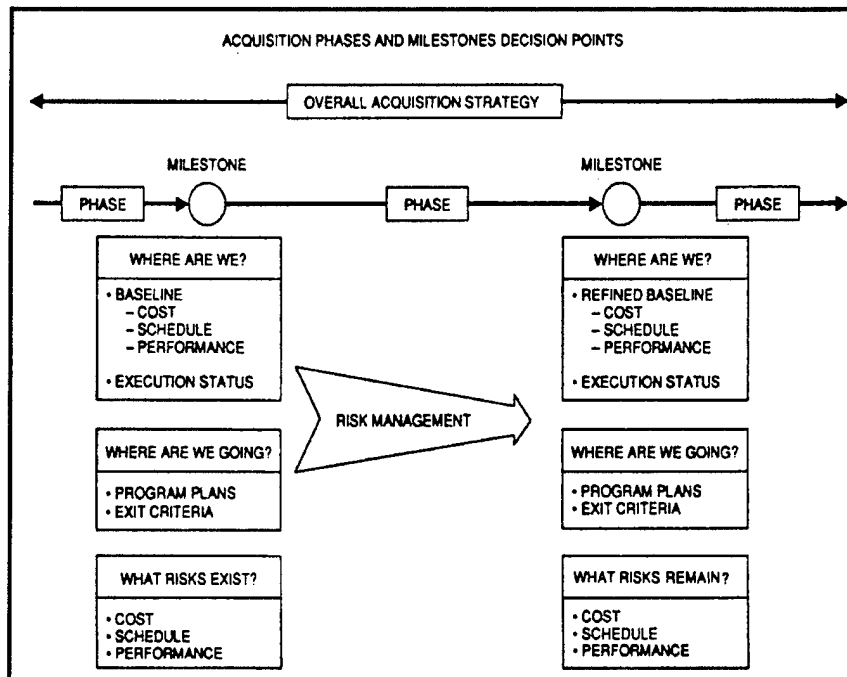 ACQUISITION PHASES AND MILESTONES DECISION POINTS
OVERALL ACQUISITION STRATEGY
MILESTONE
MILESTONE
PHASE
PHASE
PHASE
WHERE ARE WE?
• BASELINE
– COST
– SCHEDULE
– PERFORMANCE
• EXECUTION STATUS
WHERE ARE WE GOING?
• PROGRAM PLANS
• EXIT CRITERIA
WHAT RISKS EXIST?
• COST
• SCHEDULE
• PERFORMANCE
RISK MANAGEMENT
WHERE ARE WE?
• REFINED BASELINE
– COST
– SCHEDULE
– PERFORMANCE
• EXECUTION STATUS
WHERE ARE WE GOING?
• PROGRAM PLANS
• EXIT CRITERIA
WHAT RISKS REMAIN?
• COST
• SCHEDULE
• PERFORMANCE